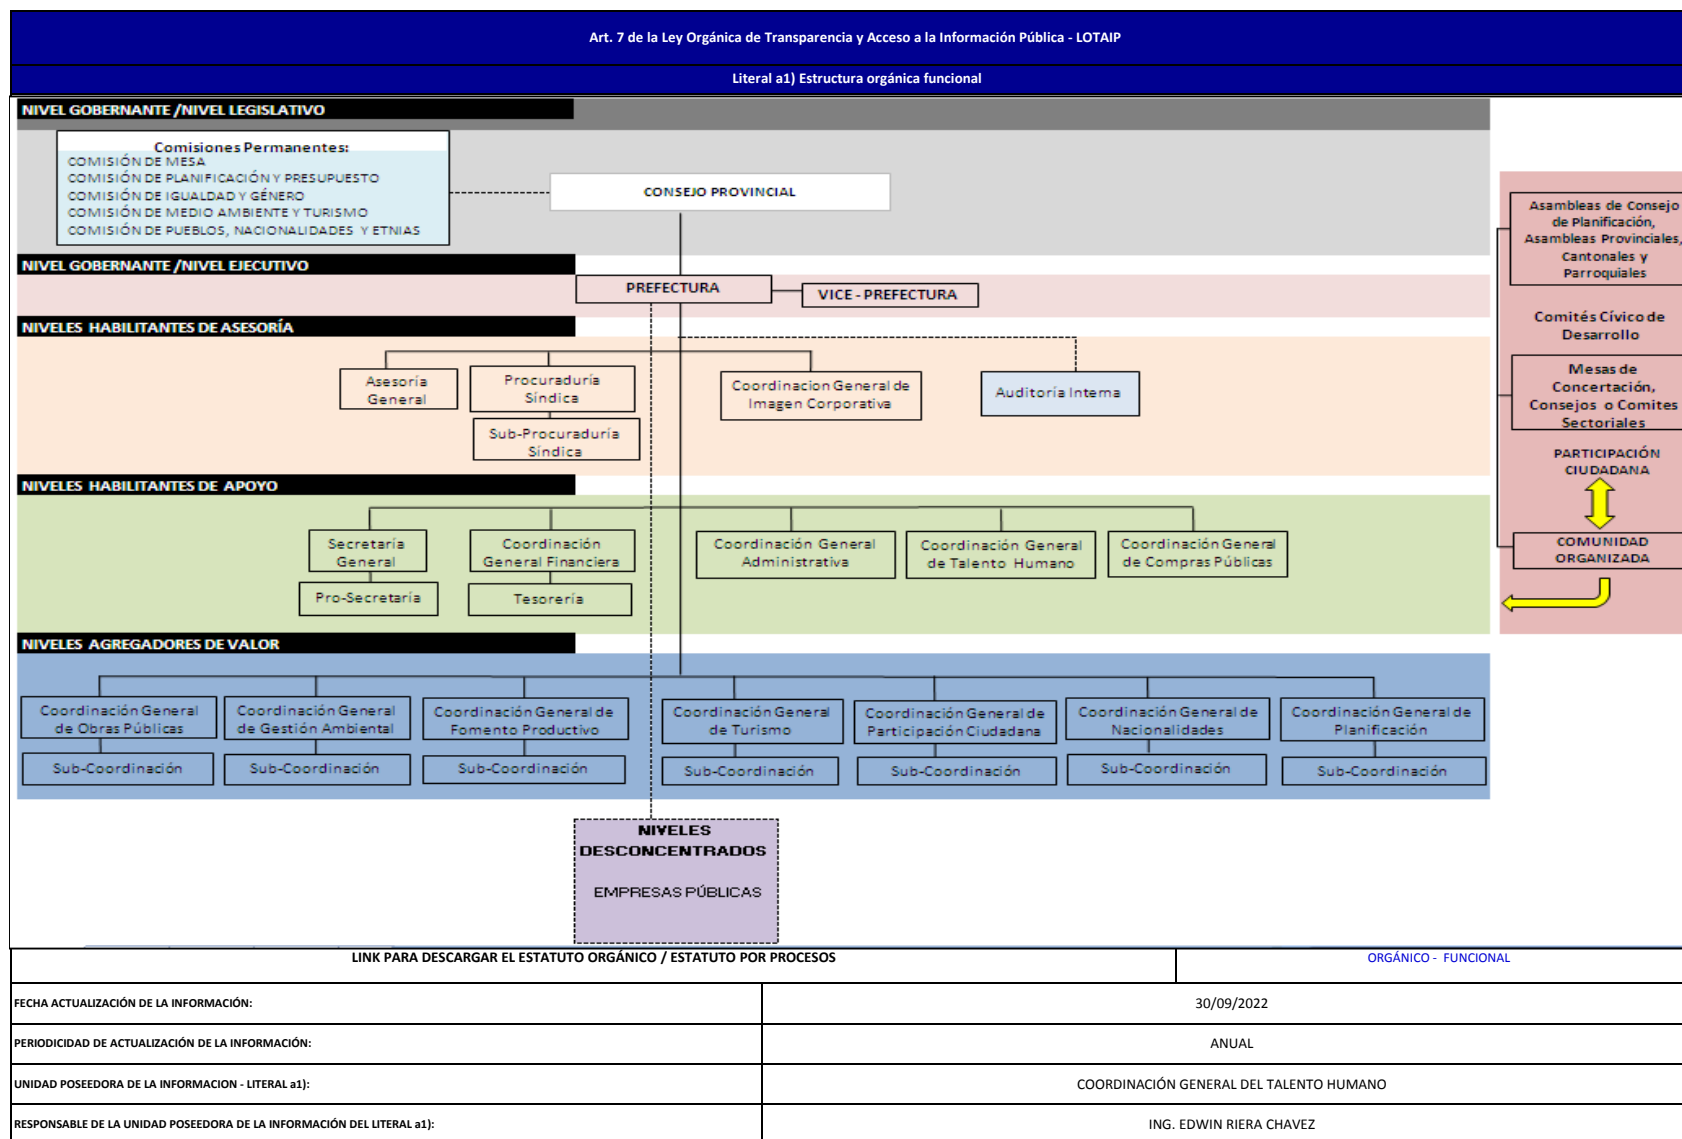 Art. 7 de la Ley Orgánica de Transparencia y Acceso a la Información Pública - LOTAIP
Literal a1) Estructura orgánica funcional
NIVEL GOBERNANTE /NIVEL LEGISLATIVO
Comisiones Permanentes:
COMISIÓN DE MESA
COMISIÓN DE PLANIFICACIÓN Y PRESUPUESTO
COMISIÓN DE IGUALDAD Y GÉNERO
COMISIÓN DE MEDIO AMBIENTE Y TURISMO
COMISIÓN DE PUEBLOS, NACIONALIDADES Y ETNIAS
CONSEJO PROVINCIAL
NIVEL GOBERNANTE /NIVEL EJECUTIVO
PREFECTURA
VICE - PREFECTURA
NIVELES HABILITANTES DE ASESORÍA
Asesoría
General
Procuraduría
Síndica
Sub-Procuraduría
Síndica
Coordinacion General de
Imagen Corporativa
Auditoría Interna
NIVELES HABILITANTES DE APOYO
Secretaría
General
Pro-Secretaría
Coordinación
General Financiera
Tesorería
Coordinación General
Administrativa
Coordinación General
de Talento Humano
Coordinación General
de Compras Públicas
NIVELES AGREGADORES DE VALOR
Coordinación General
de Obras Públicas
Sub-Coordinación
Coordinación General
de Gestión Ambiental
Sub-Coordinación
Coordinación General de
Fomento Productivo
Sub-Coordinación
Coordinación General
de Turismo
Sub-Coordinación
Coordinación General de
Participación Ciudadana
Sub-Coordinación
Coordinación General de
Nacionalidades
Sub-Coordinación
Coordinación General de
Planificación
Sub-Coordinación
NIVELES
DESCONCENTRADOS
EMPRESAS PÚBLICAS
Asambleas de Consejo
de Planificación,
Asambleas Provinciales,
Cantonales y
Parroquiales
Comités Cívico de
Desarrollo
Mesas de
Concertación,
Consejos o Comites
Sectoriales
PARTICIPACIÓN
CIUDADANA
COMUNIDAD
ORGANIZADA
LINK PARA DESCARGAR EL ESTATUTO ORGÁNICO / ESTATUTO POR PROCESOS
ORGÁNICO - FUNCIONAL
FECHA ACTUALIZACIÓN DE LA INFORMACIÓN:
30/09/2022
PERIODICIDAD DE ACTUALIZACIÓN DE LA INFORMACIÓN:
ANUAL
UNIDAD POSEEDORA DE LA INFORMACION - LITERAL a1):
COORDINACIÓN GENERAL DEL TALENTO HUMANO
RESPONSABLE DE LA UNIDAD POSEEDORA DE LA INFORMACIÓN DEL LITERAL a1):
ING. EDWIN RIERA CHAVEZ